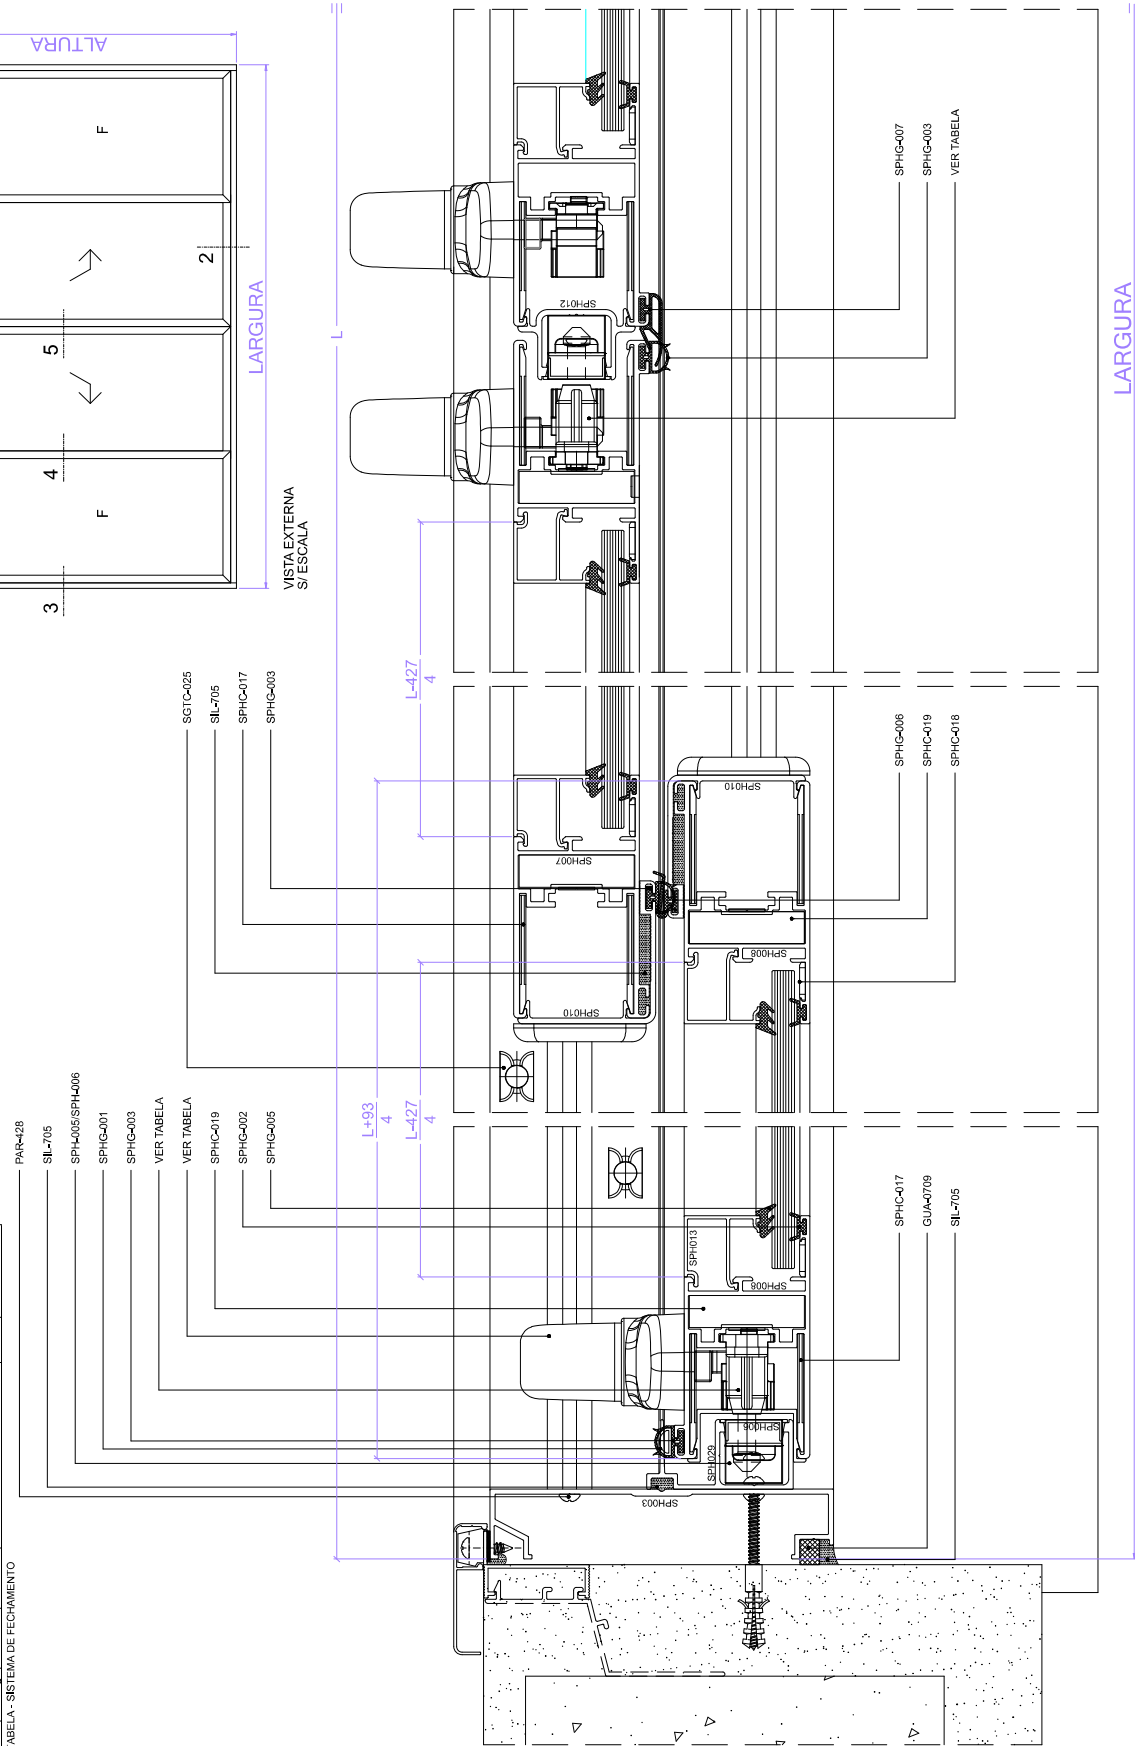 ALTURA
F
2
5
4
F
3
LARGURA
VISTA EXTERNA
S/ ESCALA
L
SPHG-007
SPHG-003
VER TABELA
SPH012
LARGURA
SGTC-025
SIL-705
SPHC-017
SPHG-003
L-427
4
SPHG-006
SPHC-019
SPHC-018
SPH007
SPH010
SPH010
SPH008
PAR-428
SIL-705
SPH-005/SPH-006
SPHG-001
SPHG-003
VER TABELA
VER TABELA
SPHC-019
SPHG-002
SPHG-005
L+93
4
L-427
4
SPH013
SPH008
SPH006
SPH029
SPH003
SPHC-017
GUA-0709
SIL-705
TABELA - SISTEMA DE FECHAMENTO